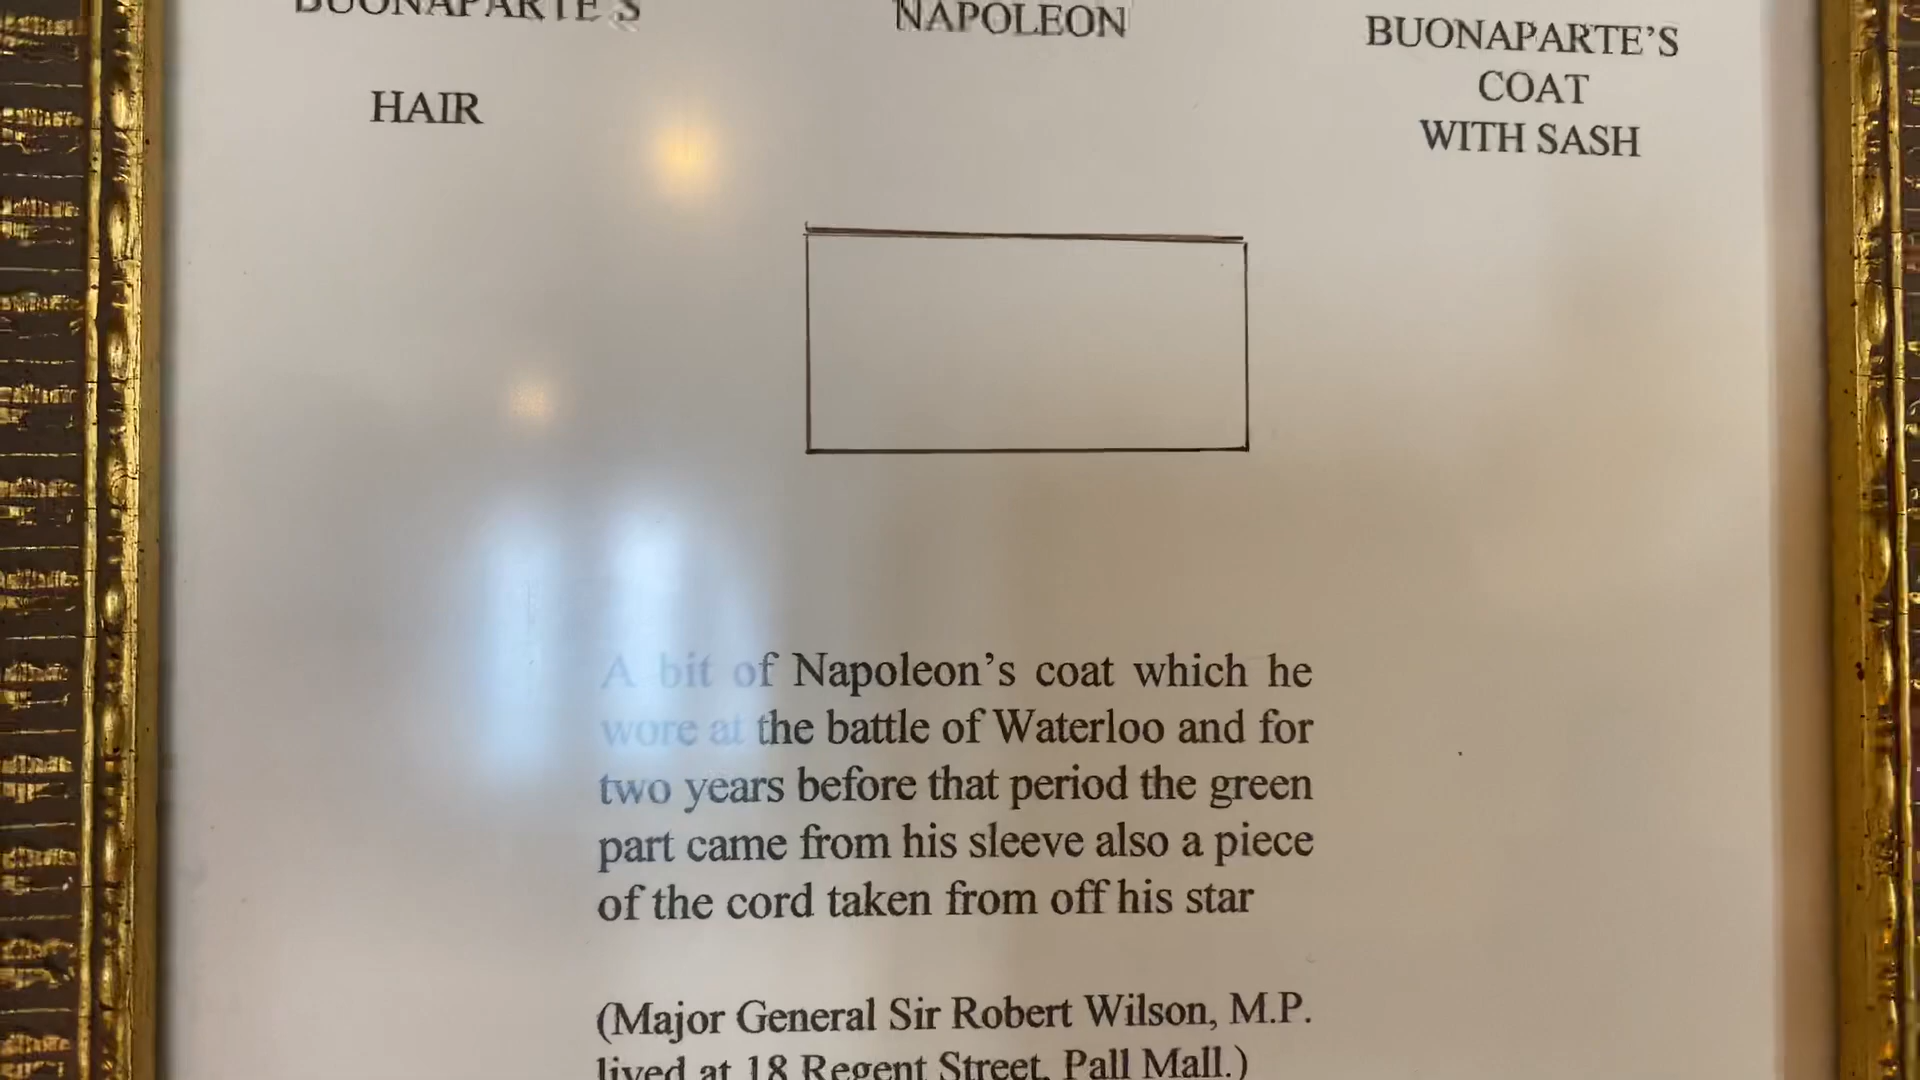 BUONAPARTE'S
NAPOLEON
BUONAPARTE'S
HAIR
COAT
WITH SASH
A bit of Napoleon's coat which he
wore at the battle of Waterloo and for
two years before that period the green
part came from his sleeve also a piece
of the cord taken from off his star
(Major General Sir Robert Wilson, M.P.
lived at 18 Regent Street, Pall Mall.)